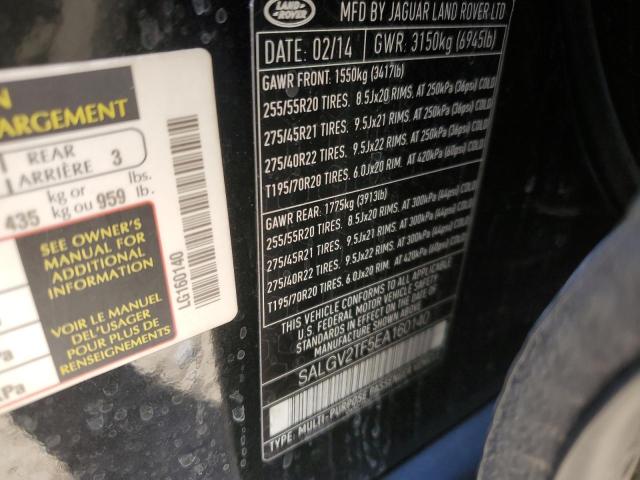 LAND-
ROVER
MFD BY JAGUAR LAND ROVER LTD
DATE: 02/14
GWR: 3150kg (6945lb)
GAWR FRONT: 1550kg (3417lb)
255/55R20 TIRES. 8.5Jx20 RIMS. AT 250kPa (36psi) COLD
275/45R21 TIRES. 9.5Jx21 RIMS. AT 250kPa (36psi) COLD
275/40R22 TIRES. 9.5Jx22 RIMS. AT 250kPa (36psi) COLD
T195/70R20 TIRES. 6.0Jx20 RIM. AT 420kPa (60psi) COLD
GAWR REAR: 1775kg (3913lb)
255/55R20 TIRES. 8.5Jx20 RIMS. AT 300kPa (44psi) COLD
275/45R21 TIRES. 9.5Jx21 RIMS. AT 300kPa (44psi) COLD
275/40R22 TIRES. 9.5Jx22 RIMS. AT 300kPa (44psi) COLD
T195/70R20 TIRES. 6.0Jx20 RIM. AT 420kPa (60psi) COLD
THIS VEHICLE CONFORMS TO ALL APPLICABLE
U.S. FEDERAL MOTOR VEHICLE SAFETY
STANDARDS IN EFFECT ON THE DATE OF
MANUFACTURE SHOWN ABOVE.
SALGV2TF5EA160140
TYPE: MULTI-PURPOSE PASSENGER VEHICLE
N
ARGEMENT
REAR
ARRIÈRE 3
435 kg or
kg ou 959 lbs.
lb.
SEE OWNER'S
MANUAL FOR
ADDITIONAL
INFORMATION
VOIR LE MANUEL
DEL'USAGER
POUR PLUS DE
RENSEIGNEMENTS
Pa
kPa
LG160140